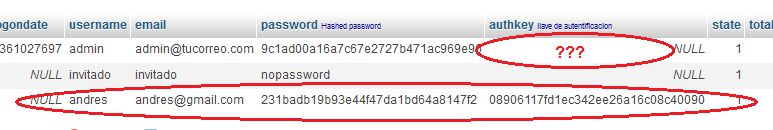 ogondate username email password Hashed password authkey llave de autentificacion state total
361027697 admin admin@tucorreo.com 9c1ad00a16a7c67e2727b471ac969e9 ??? NULL 1
NULL invitado invitado nopassword NULL 1
NULL andres andres@gmail.com 231badb19b93e44f47da1bd64a8147f2 08906117fd1ec342ee26a16c08c40090 1